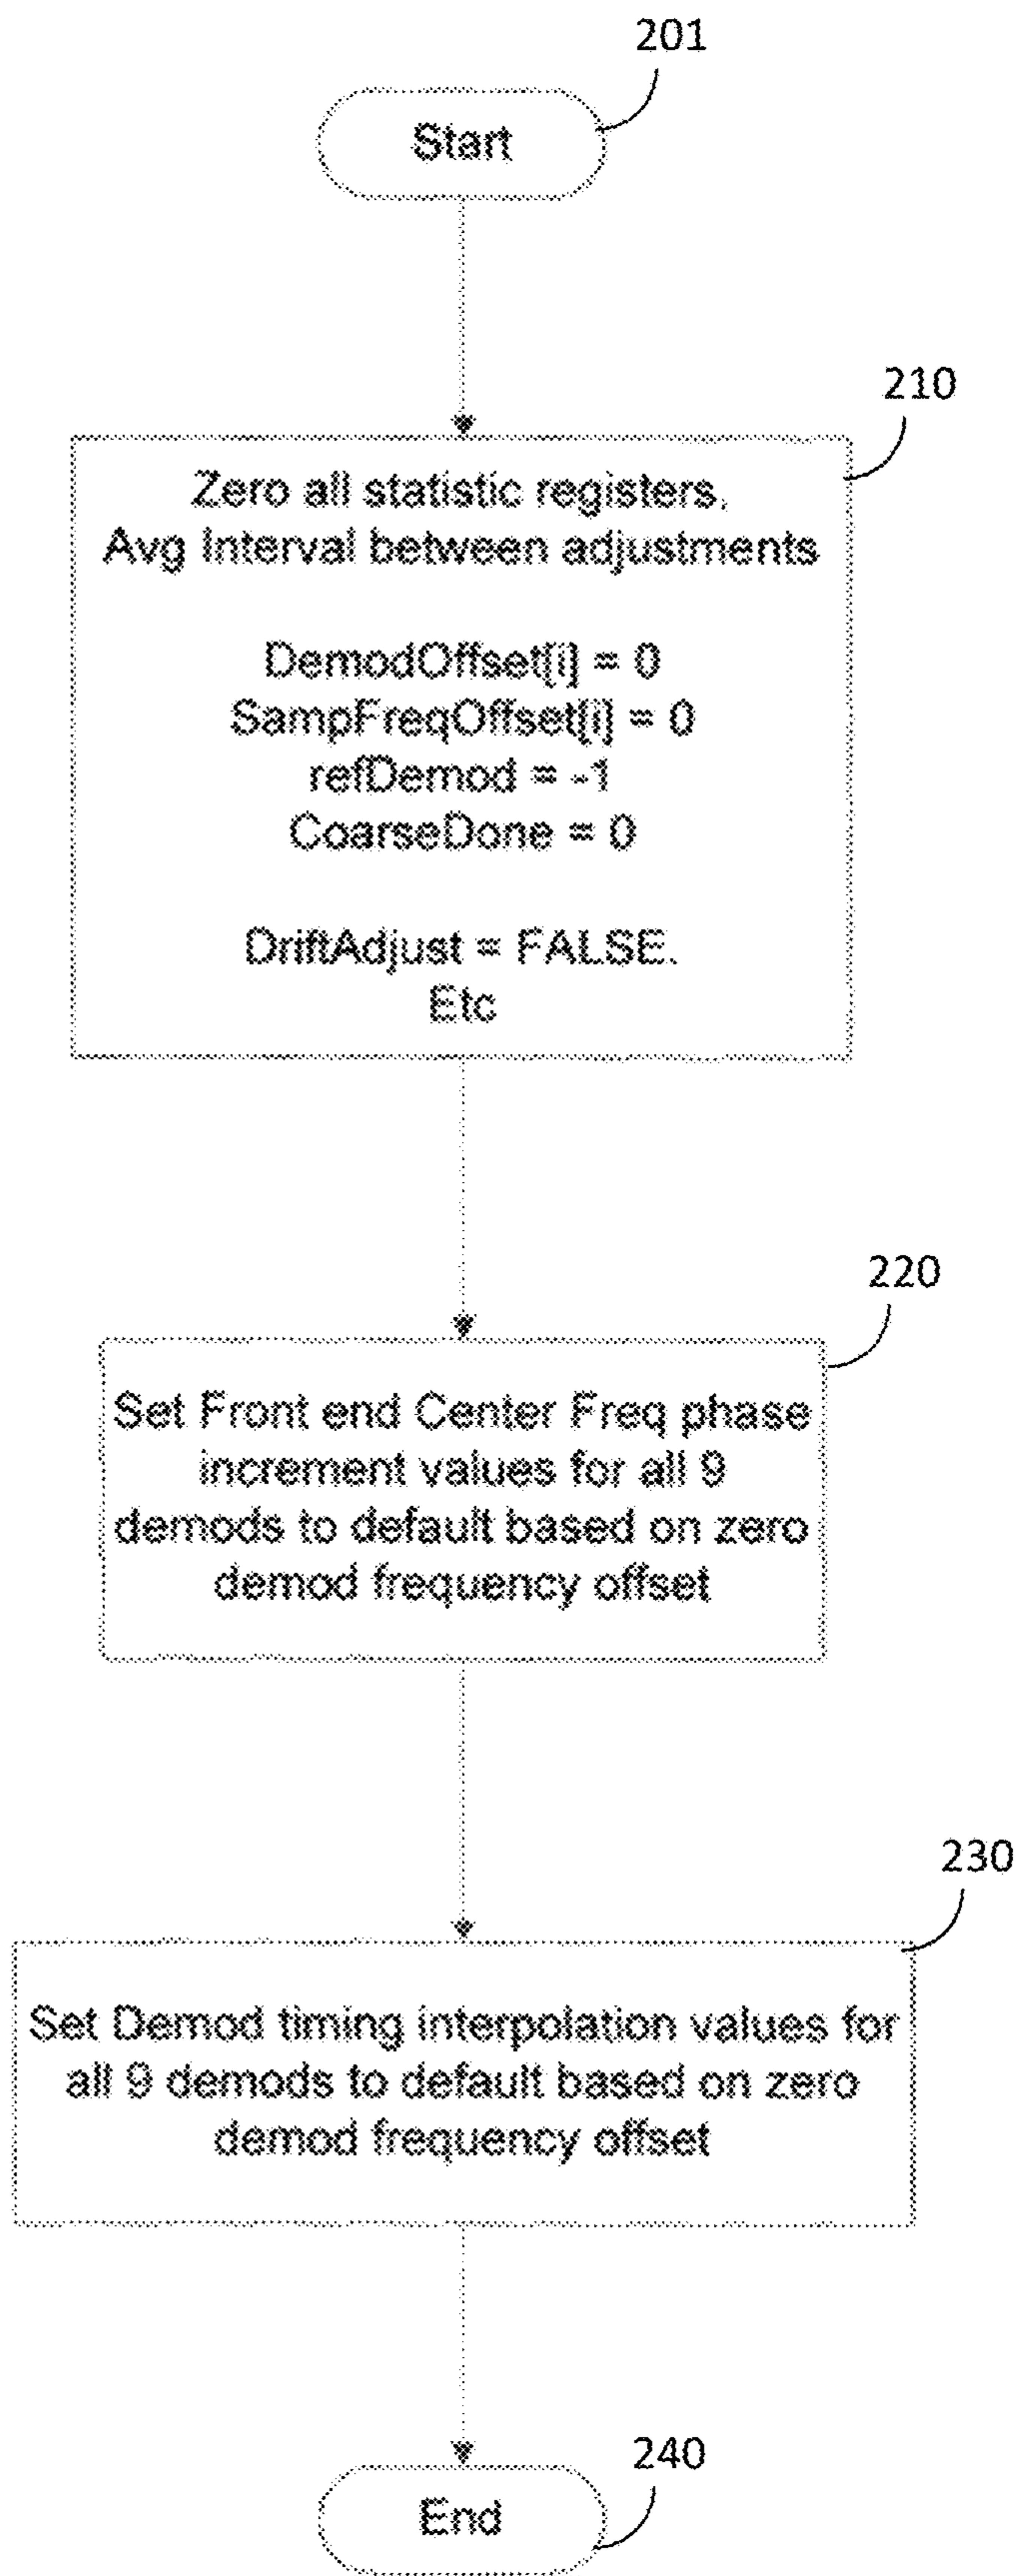 201
Start
210
Zero all statistic registers,
Avg Interval between adjustments
DemodOffset[i] = 0
SampFreqOffset[i] = 0
refDemod = -1
CoarseDone = 0
DriftAdjust = FALSE.
Etc
220
Set Front end Center Freq phase
increment values for all 9
demods to default based on zero
demod frequency offset
230
Set Demod timing interpolation values for
all 9 demods to default based on zero
demod frequency offset
240
End